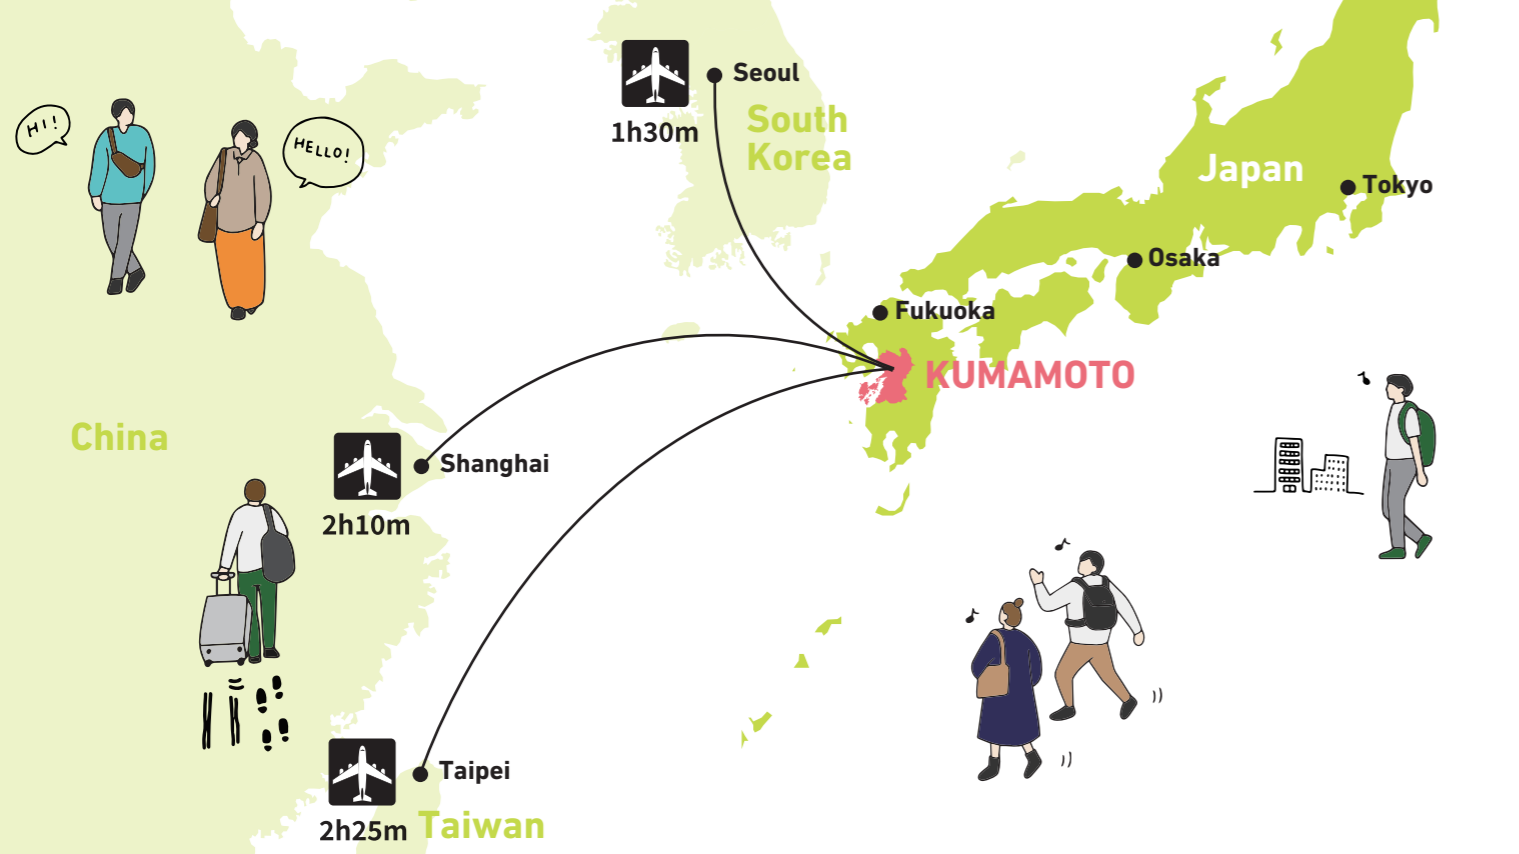 Seoul
1h30m
South
Korea
HI!
HELLO!
Japan
Tokyo
Osaka
Fukuoka
KUMAMOTO
China
Shanghai
2h10m
Taipei
2h25m
Taiwan